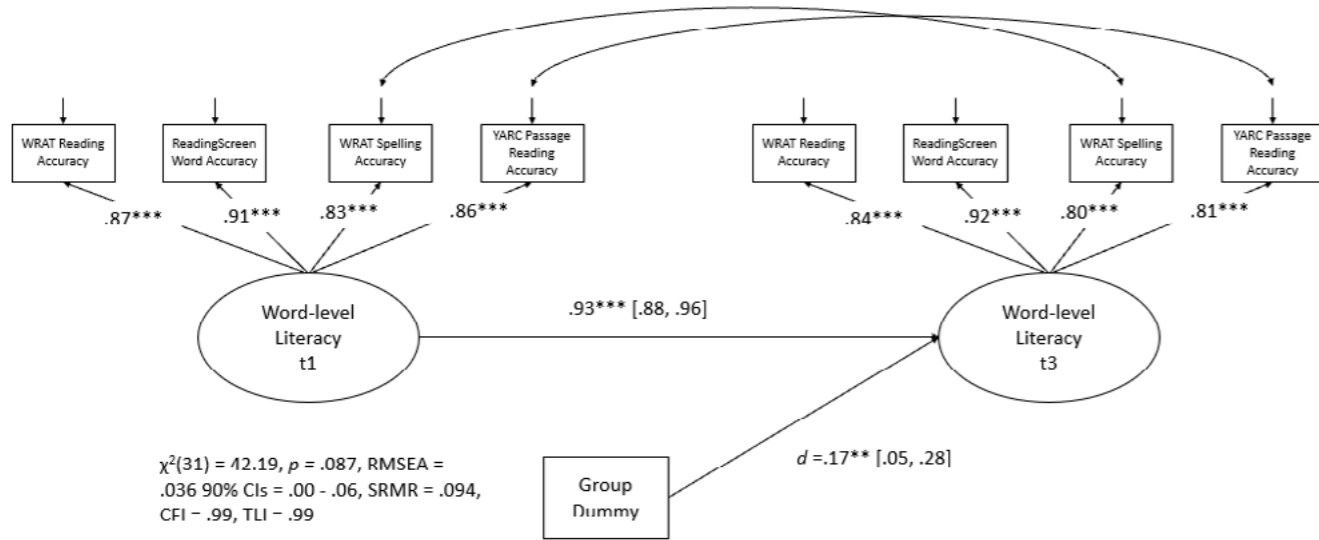 WRAT Reading
Accuracy
ReadingScreen
Word Accuracy
WRAT Spelling
Accuracy
YARC Passage
Reading
Accuracy
WRAT Reading
Accuracy
ReadingScreen
Word Accuracy
WRAT Spelling
Accuracy
YARC Passage
Reading
Accuracy
.87***
.91***
.83***
.86***
.84***
.92***
.80***
.81***
Word-level
Literacy
t1
.93*** [.88, .96]
Word-level
Literacy
t3
χ²(31) = 42.19, p = .087, RMSEA =
.036 90% CIs = .00 - .06, SRMR = .094,
CFI = .99, TLI = .99
Group
Dummy
d =.17** [.05, .28]